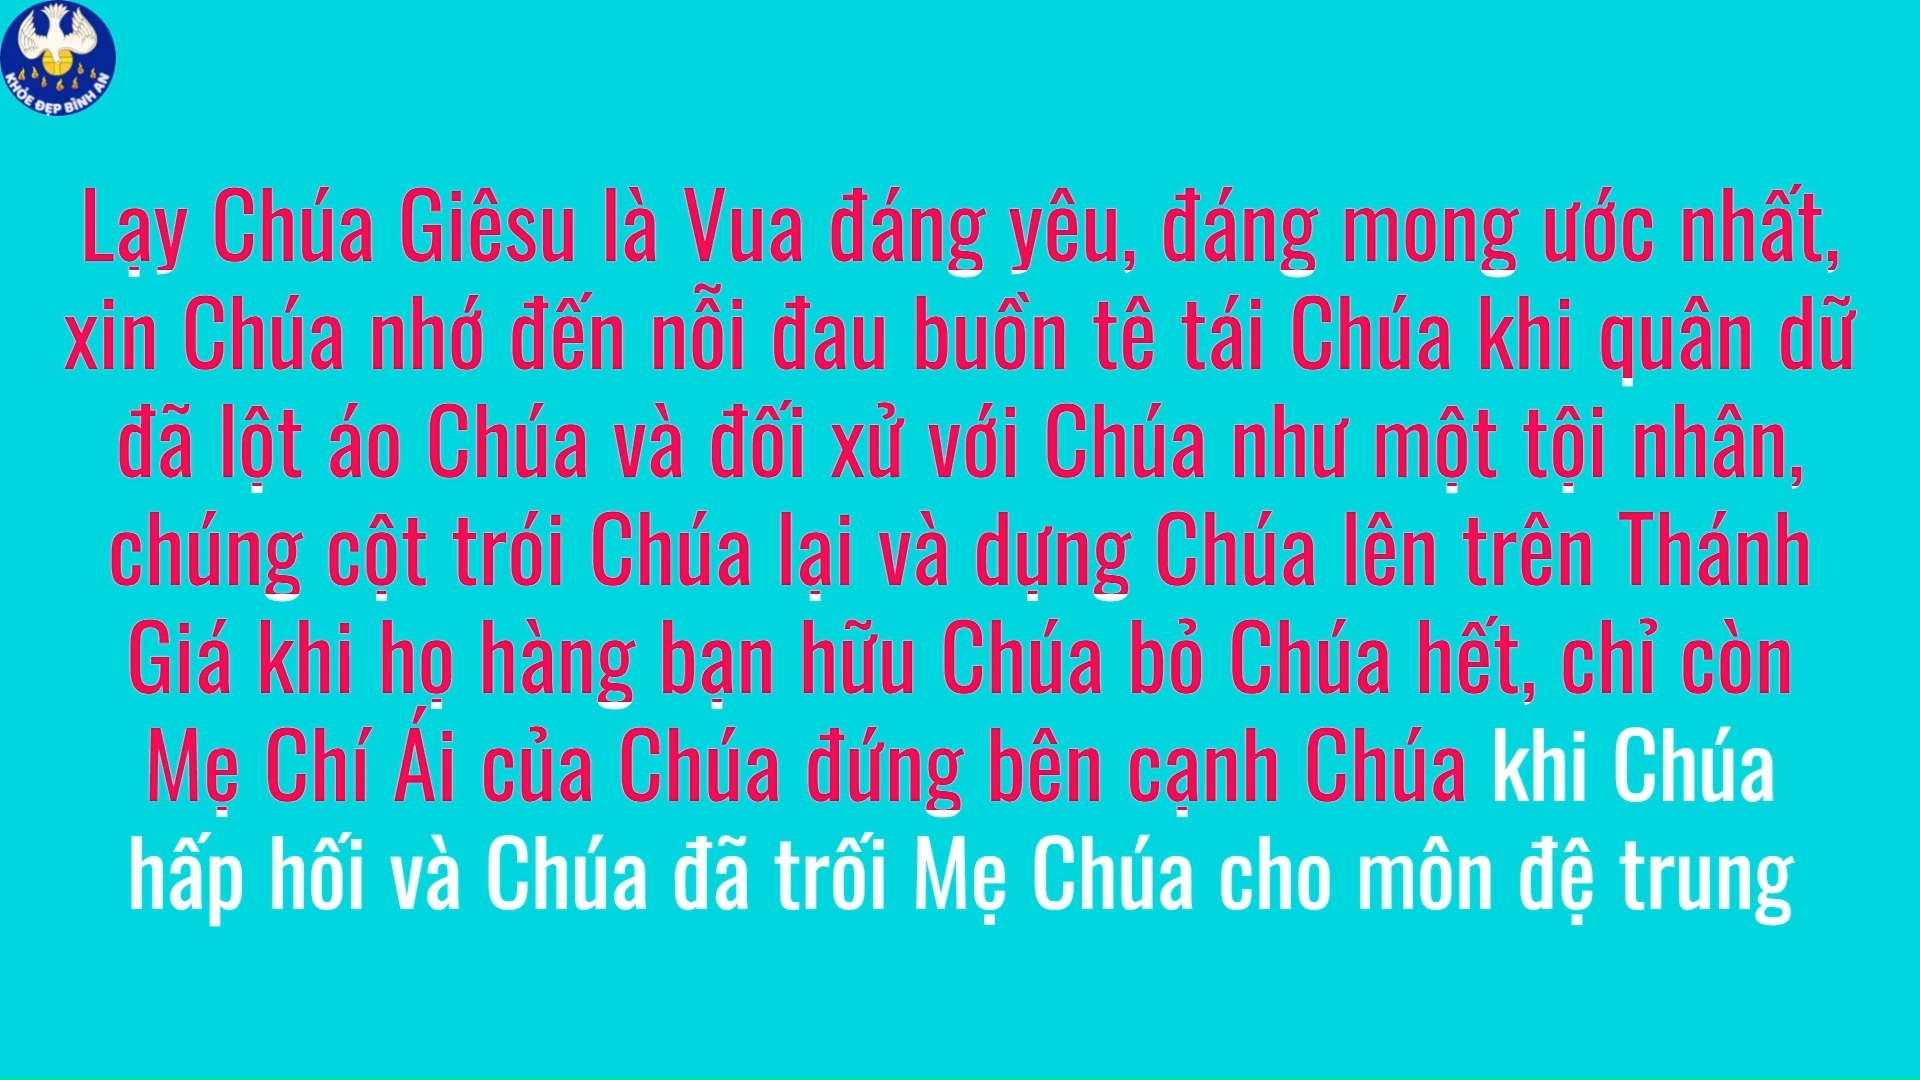 KHỎE ĐẸP BÌNH AN
Lạy Chúa Giêsu là Vua đáng yêu, đáng mong ước nhất,
xin Chúa nhớ đến nỗi đau buồn tê tái Chúa khi quân dữ
đã lột áo Chúa và đối xử với Chúa như một tội nhân,
chúng cột trói Chúa lại và dựng Chúa lên trên Thánh
Giá khi họ hàng bạn hữu Chúa bỏ Chúa hết, chỉ còn
Mẹ Chí Ái của Chúa đứng bên cạnh Chúa khi Chúa
hấp hối và Chúa đã trối Mẹ Chúa cho môn đệ trung